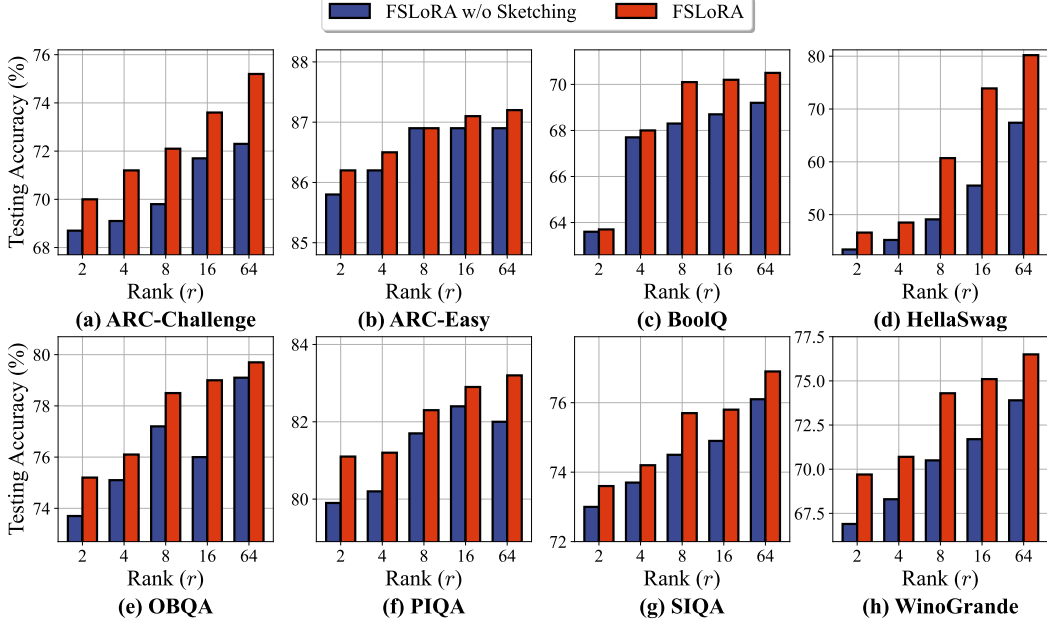 FSLoRA w/o Sketching FSLoRA
Testing Accuracy (%)
76
74
72
70
68
2 4 8 16 64
Rank (r)
(a) ARC-Challenge
88
87
86
85
2 4 8 16 64
Rank (r)
(b) ARC-Easy
70
68
66
64
2 4 8 16 64
Rank (r)
(c) BoolQ
80
70
60
50
2 4 8 16 64
Rank (r)
(d) HellaSwag
Testing Accuracy (%)
80
78
76
74
2 4 8 16 64
Rank (r)
(e) OBQA
84
82
80
2 4 8 16 64
Rank (r)
(f) PIQA
76
74
72
2 4 8 16 64
Rank (r)
(g) SIQA
77.5
75.0
72.5
70.0
67.5
2 4 8 16 64
Rank (r)
(h) WinoGrande